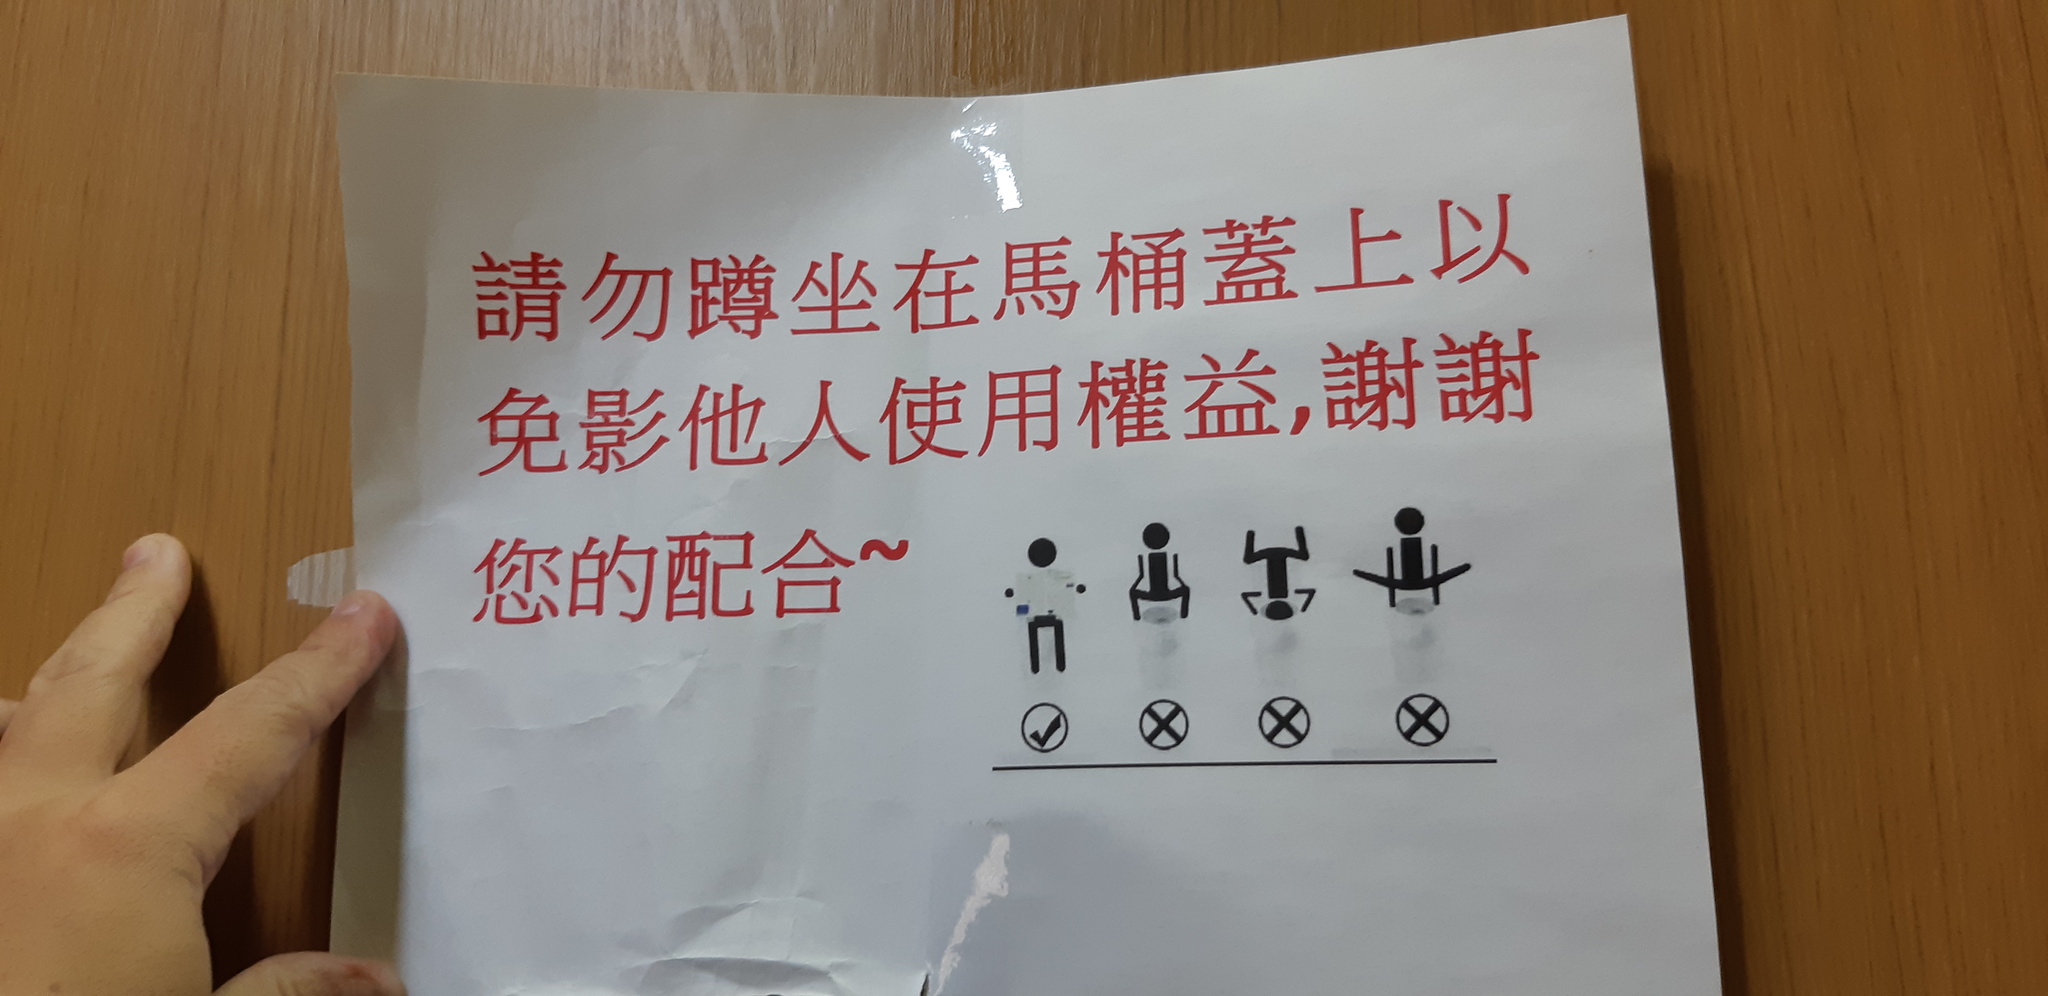 請勿蹲坐在馬桶蓋上以
免影他人使用權益,謝謝
您的配合~